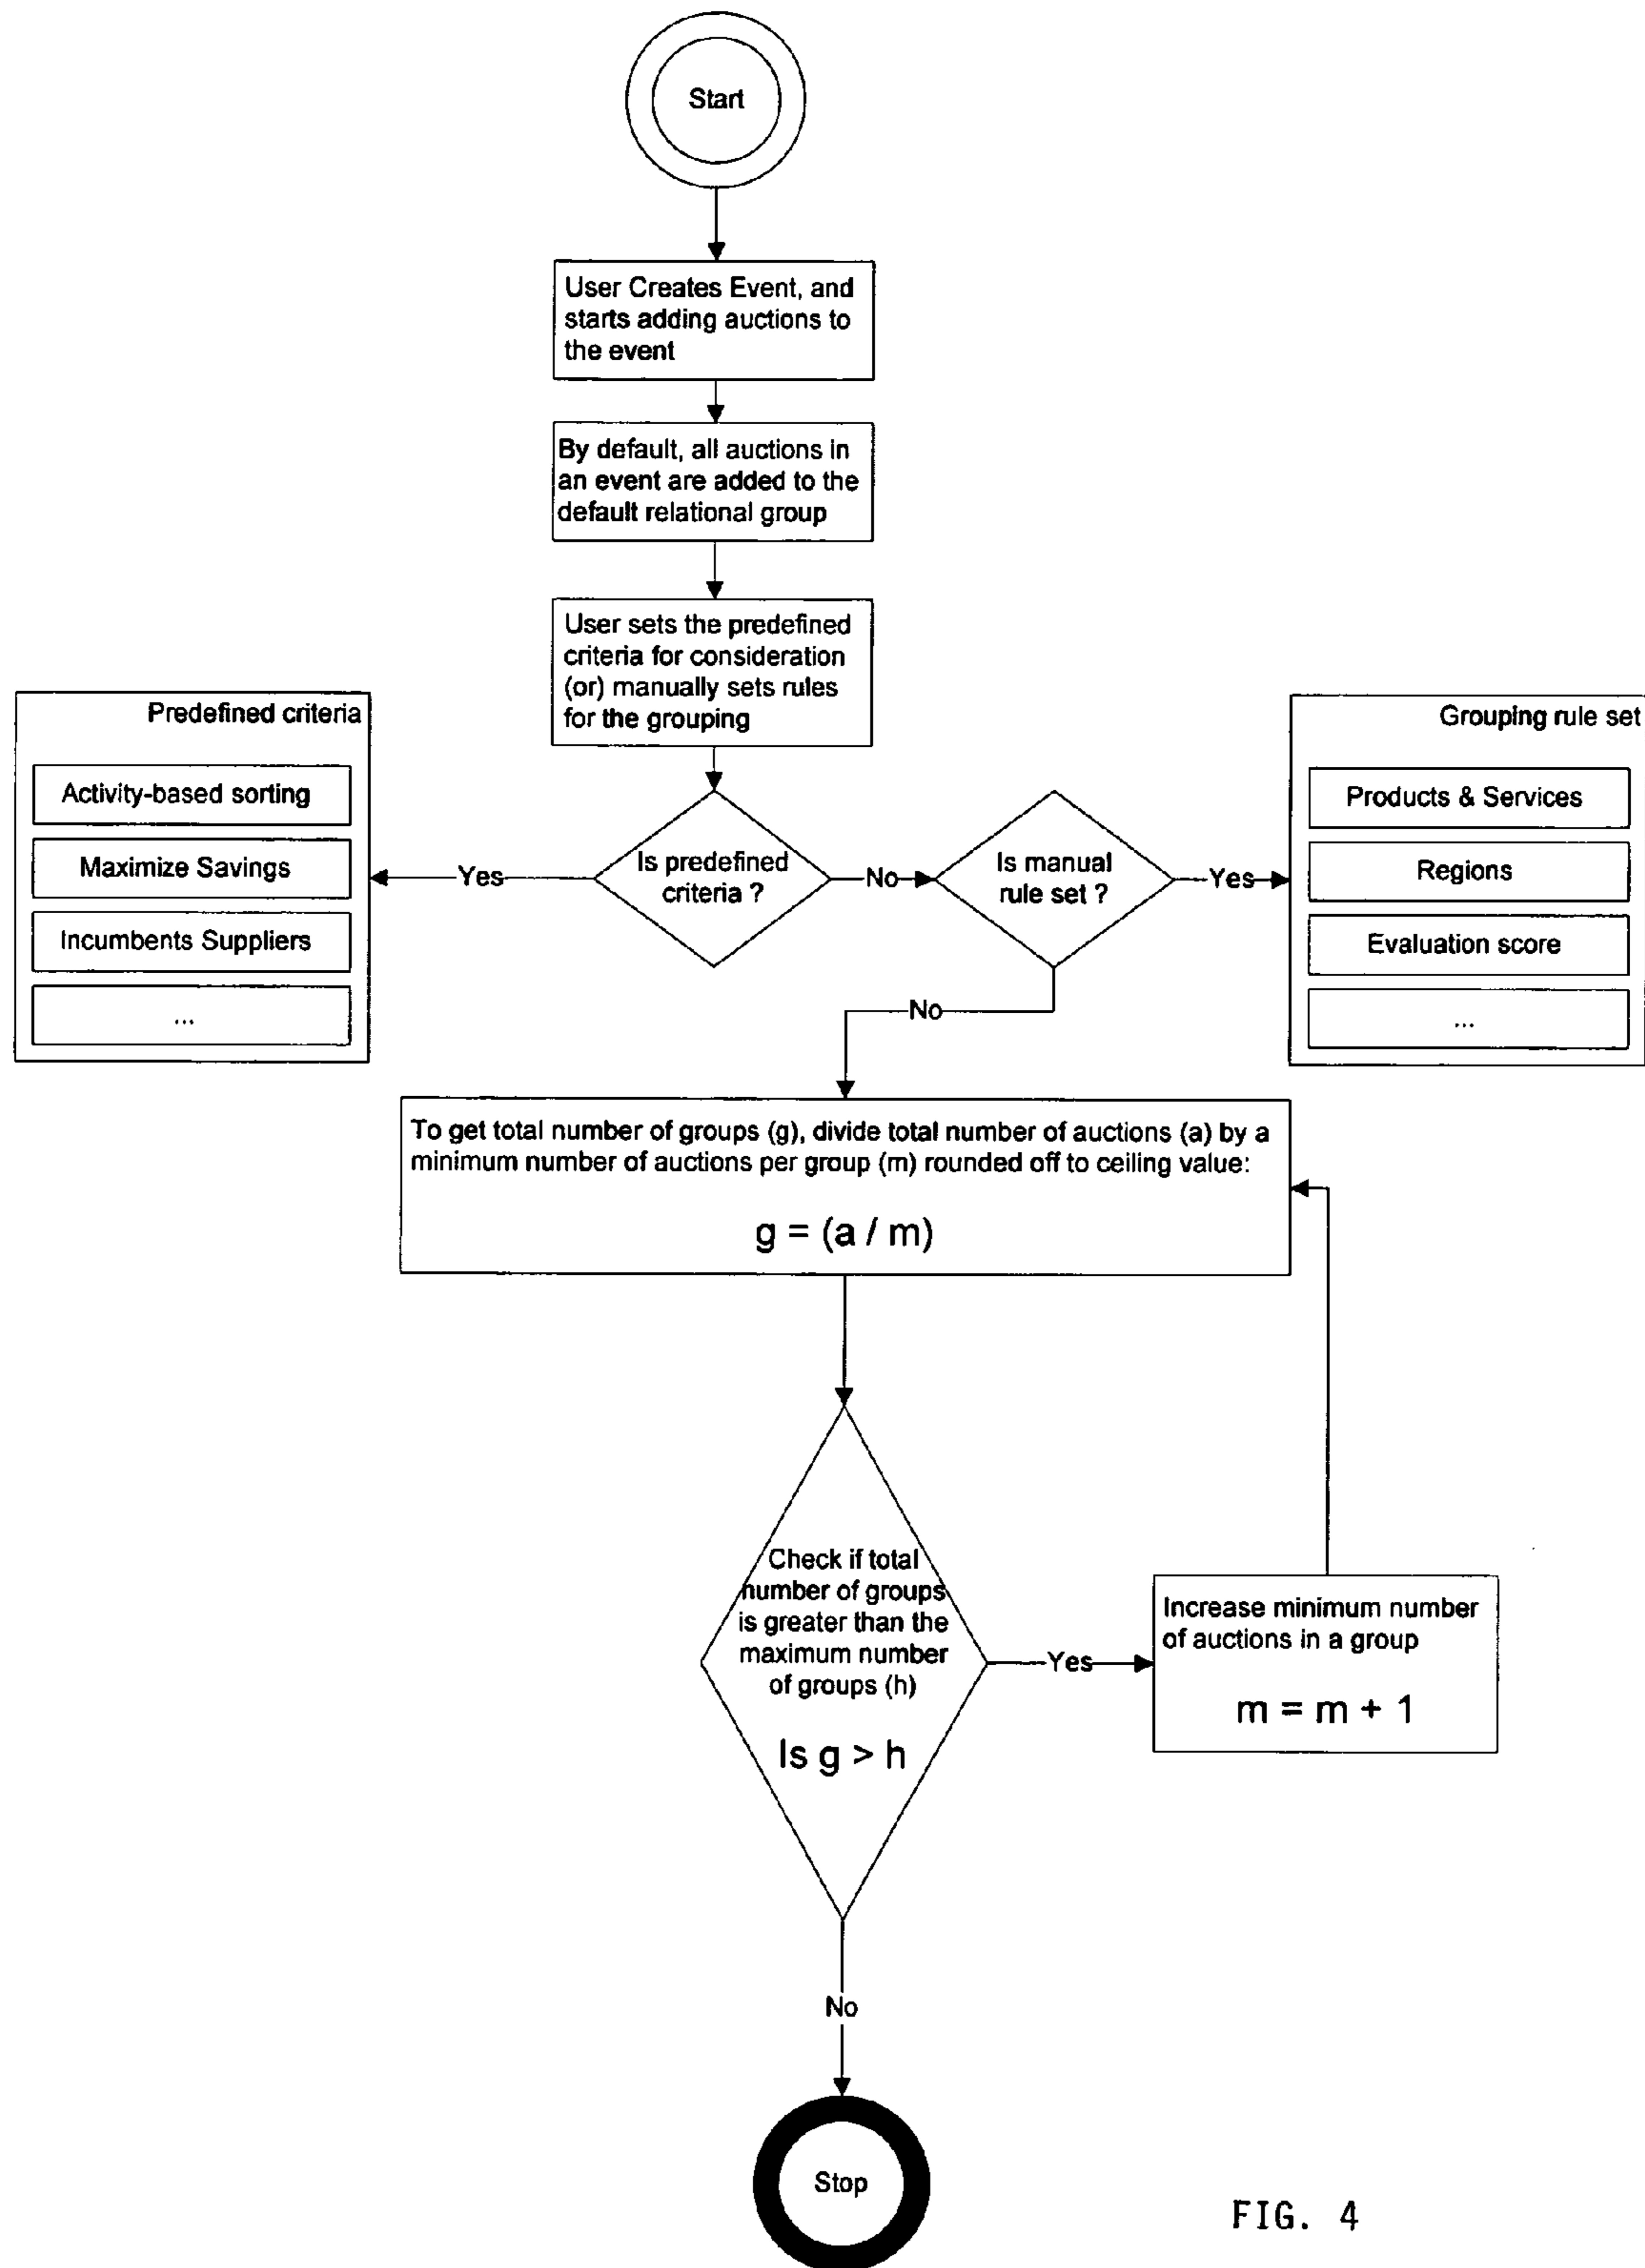 Start
User Creates Event, and
starts adding auctions to
the event
By default, all auctions in
an event are added to the
default relational group
User sets the predefined
criteria for consideration
(or) manually sets rules
for the grouping
Predefined criteria
Activity-based sorting
Maximize Savings
Incumbents Suppliers
...
Yes
Is predefined
criteria ?
No
Is manual
rule set ?
Yes
Grouping rule set
Products & Services
Regions
Evaluation score
...
No
To get total number of groups (g), divide total number of auctions (a) by a
minimum number of auctions per group (m) rounded off to ceiling value:
g = (a / m)
Check if total
number of groups
is greater than the
maximum number
of groups (h)
Is g > h
Yes
Increase minimum number
of auctions in a group
m = m + 1
No
Stop
FIG. 4